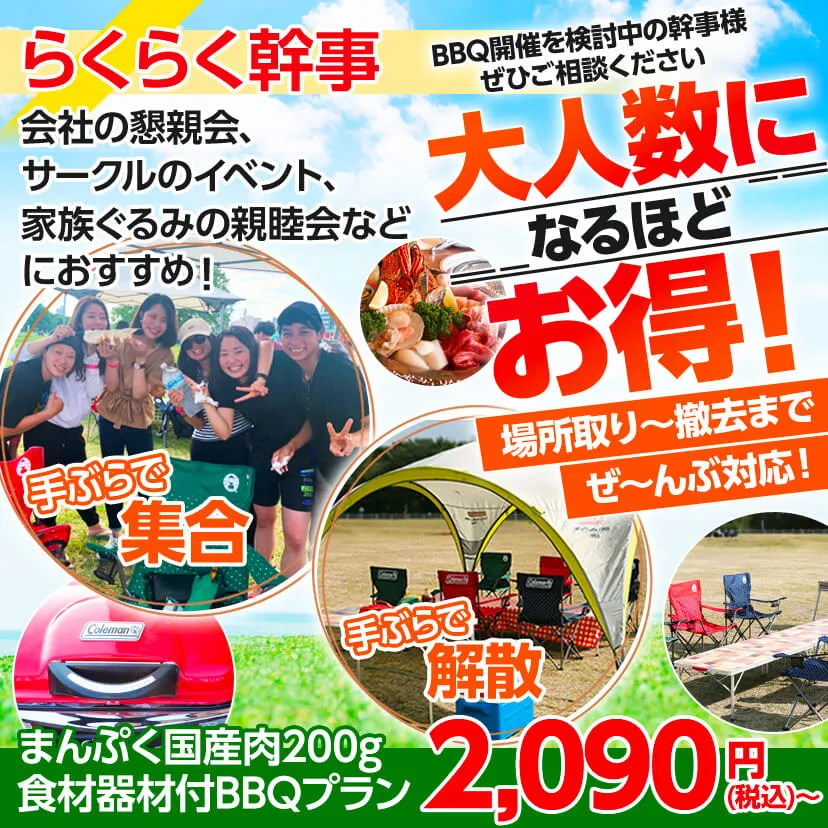 らくらく幹事
会社の懇親会、
サークルのイベント、
家族ぐるみの親睦会など
におすすめ！
BBQ開催を検討中の幹事様
ぜひご相談ください
大人数に
なるほど
お得！
場所取り～撤去まで
ぜ～んぶ対応！
手ぶらで
集合
手ぶらで
解散
Coleman
Coleman
Coleman
まんぷく国産肉200g
食材器材付BBQプラン
2,090円
(税込)～